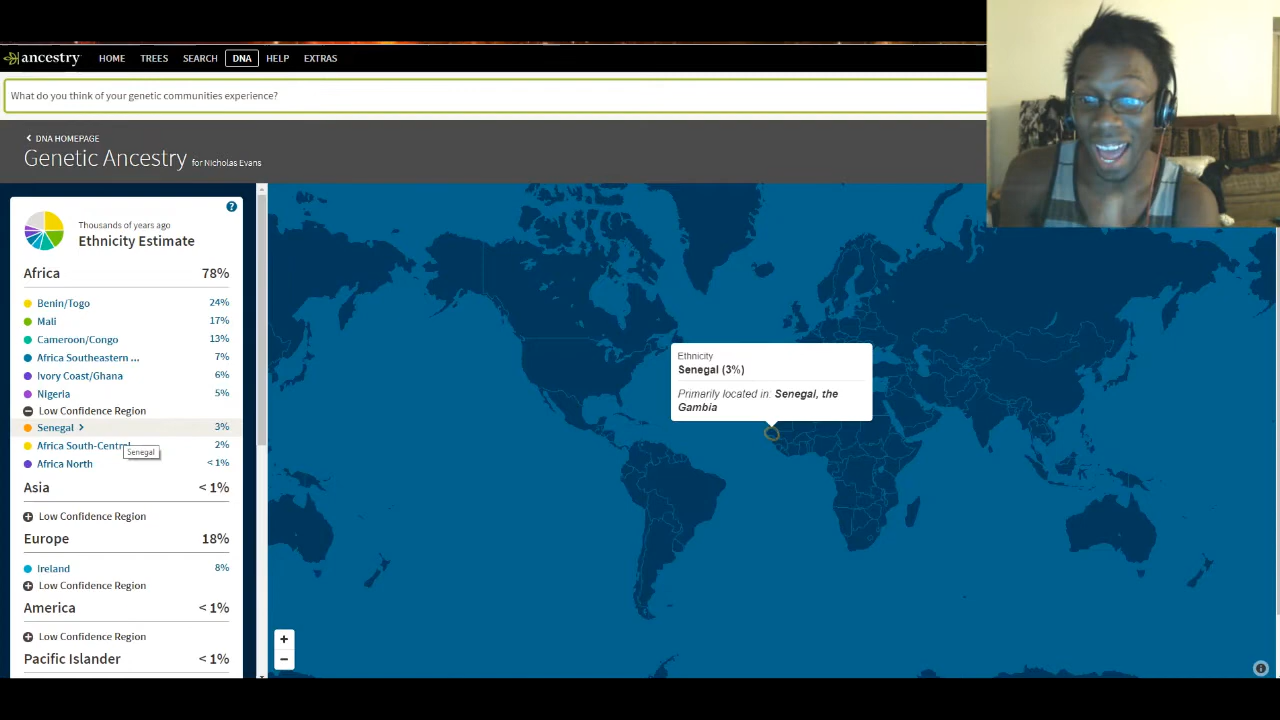 ancestry HOME TREES SEARCH DNA HELP EXTRAS
What do you think of your genetic communities experience?
DNA HOMEPAGE
Genetic Ancestry for Nicholas Evans
Thousands of years ago
Ethnicity Estimate
Africa 78%
Benin/Togo 24%
Mali 17%
Cameroon/Congo 13%
Africa Southeastern ... 7%
Ivory Coast/Ghana 6%
Nigeria 5%
Low Confidence Region
Senegal 3%
Africa South-Central 2%
Senegal
Africa North < 1%
Asia < 1%
Low Confidence Region
Europe 18%
Ireland 8%
Low Confidence Region
America < 1%
Low Confidence Region
Pacific Islander < 1%
Ethnicity
Senegal (3%)
Primarily located in: Senegal, the
Gambia